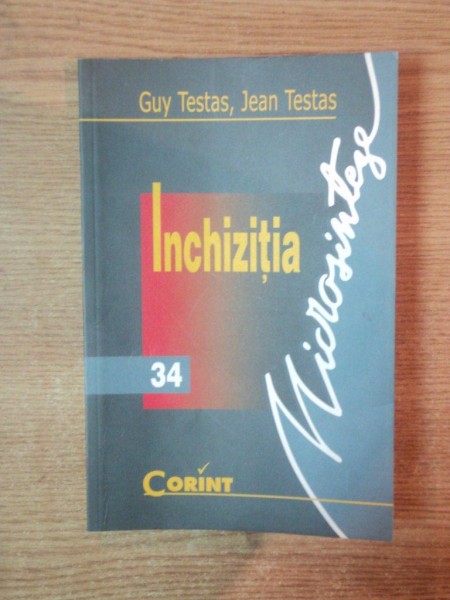 Guy Testas, Jean Testas
Inchiziția
Microsinteze
34
CORINT